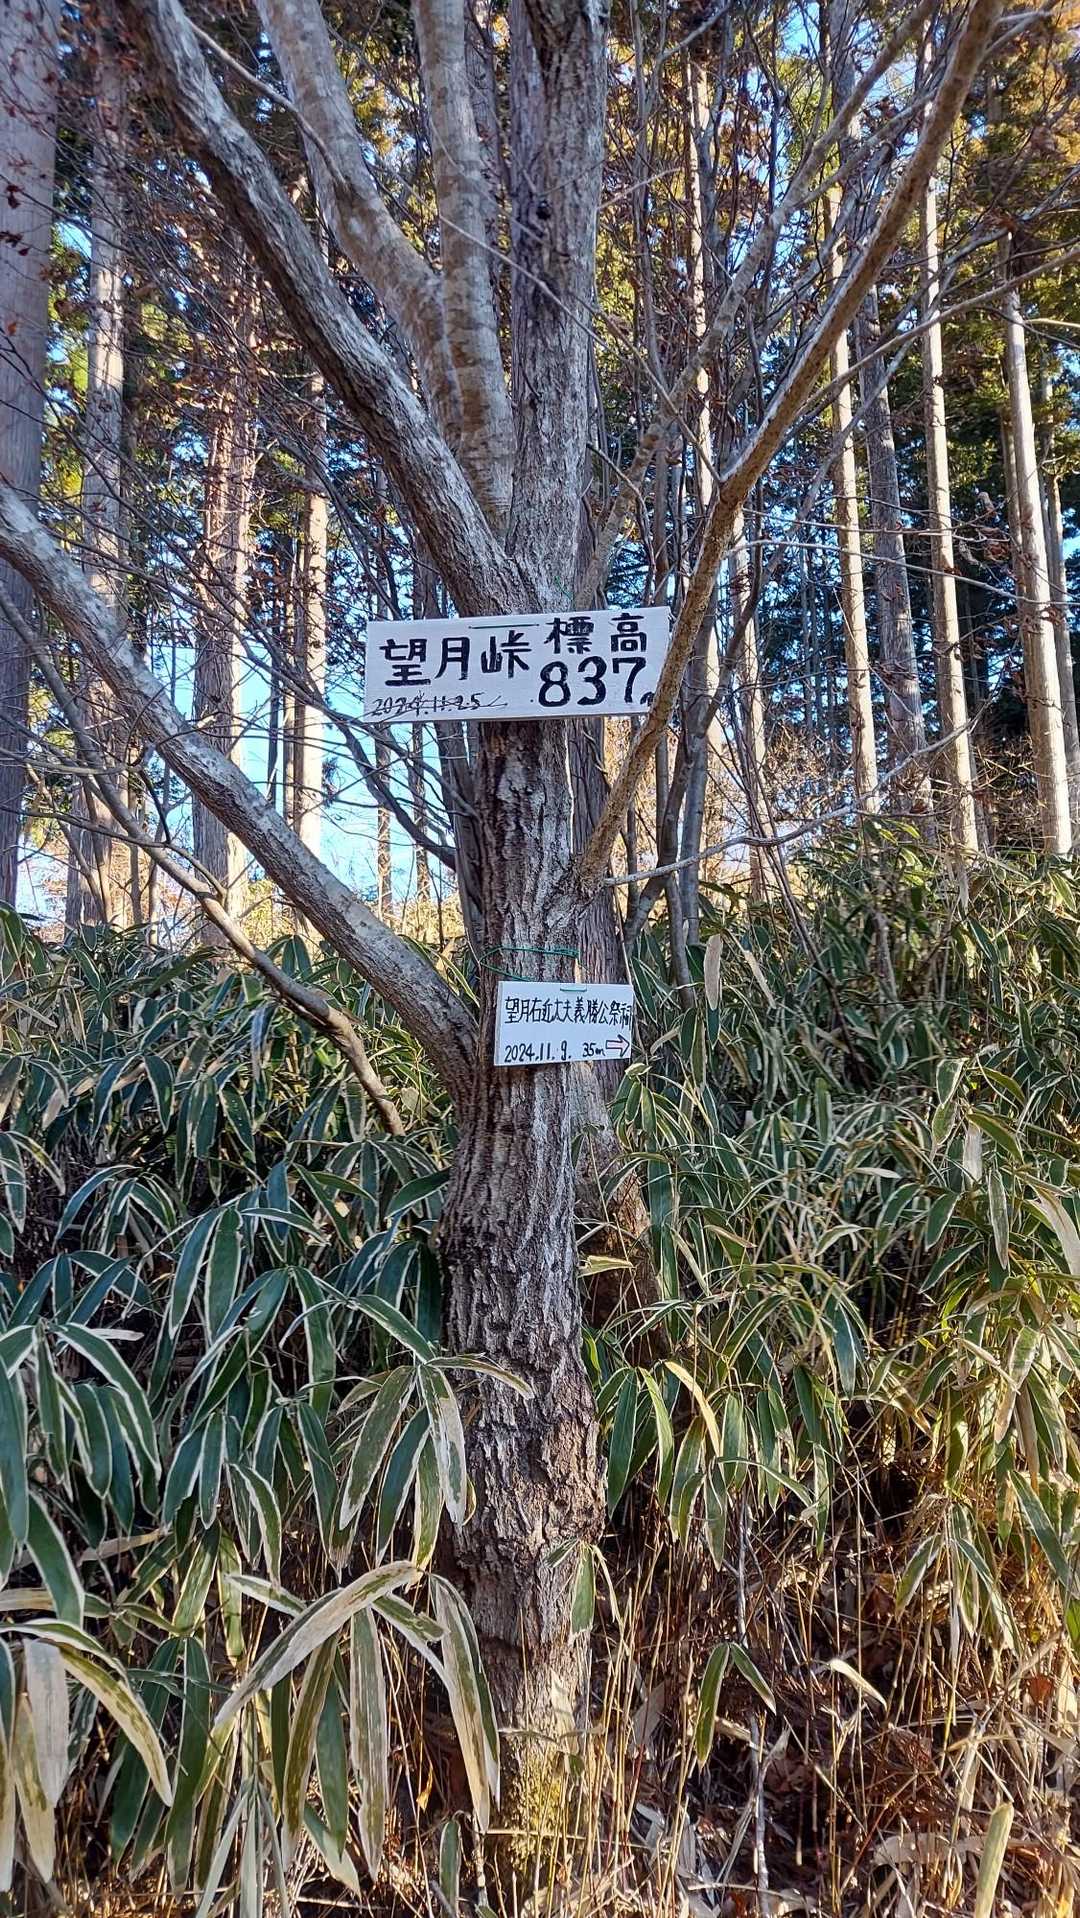 望月峠 標高
837m
2024.11.25
望月右近太夫義勝公祭祠
2024.11.9. 35m⇨